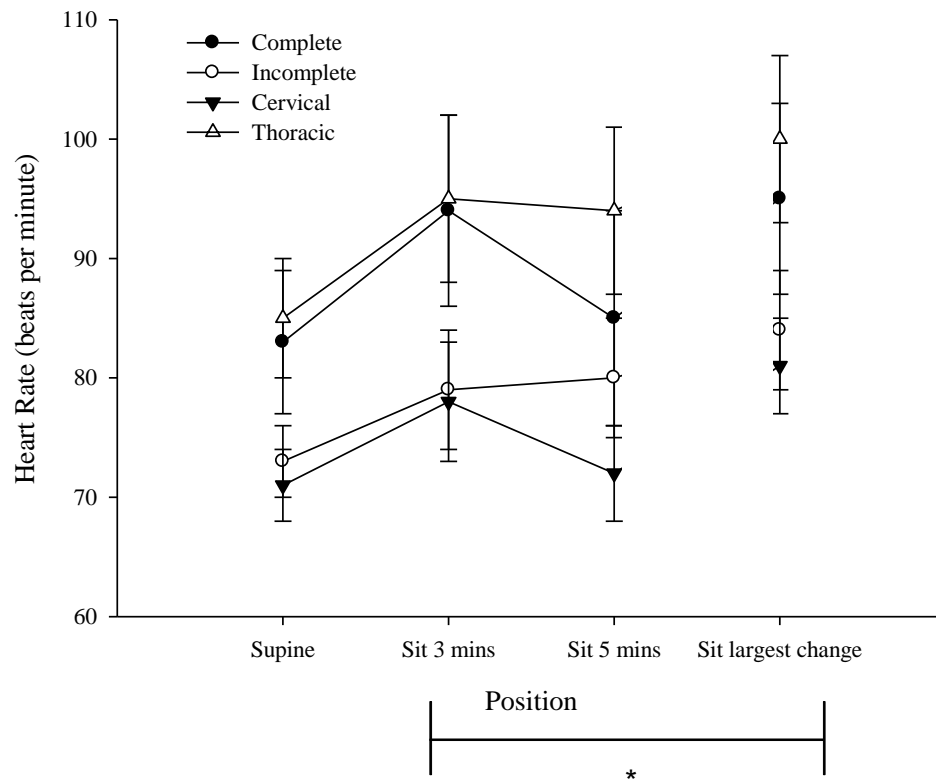 110
100
90
80
70
60
Heart Rate (beats per minute)
Complete
Incomplete
Cervical
Thoracic
Supine
Sit 3 mins
Sit 5 mins
Sit largest change
Position
*